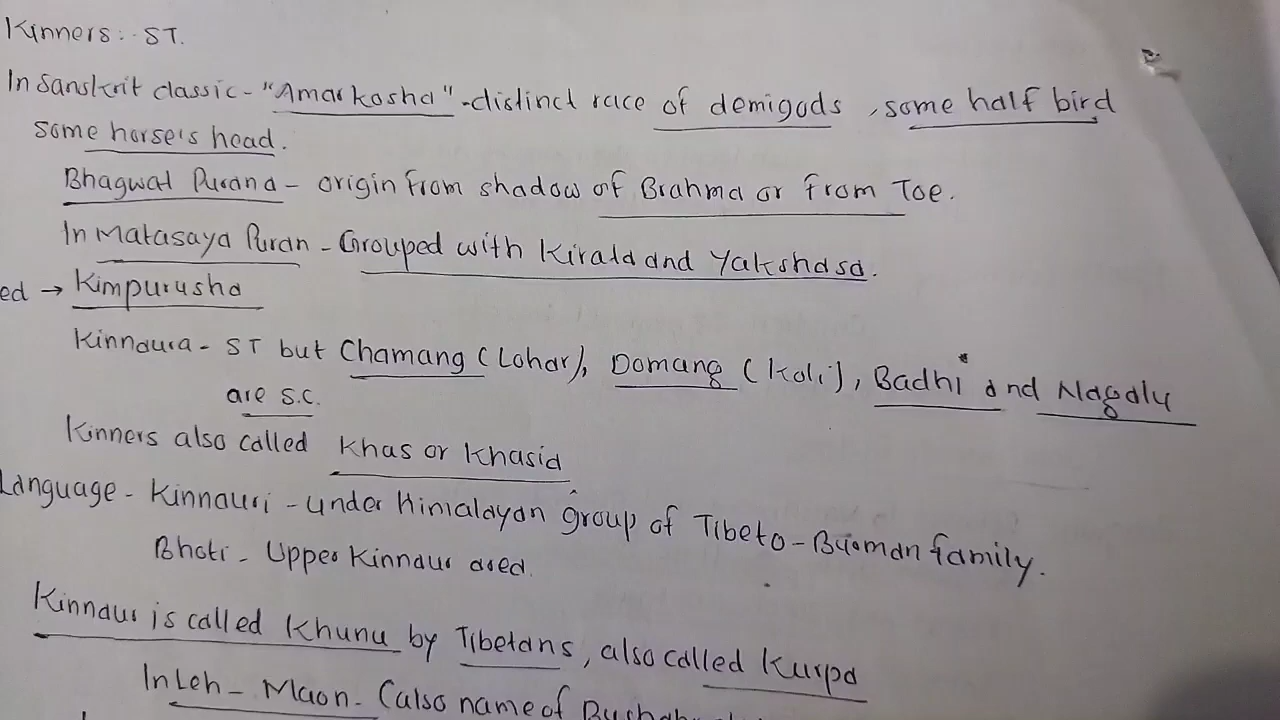 Kinners:- ST.
In Sanskrit classic - "Amarkosha" - distinct race of demigods, some half bird
some horse's head.
Bhagwat Purana - origin from shadow of Brahma or from Toe.
In Matasaya Puran - Grouped with Kirata and Yakshasa.
ed → Kimpurusha
Kinnaura - ST but Chamang (Lohar), Domang (Koli), Badhi and Nagalu
are S.C.
Kinners also called Khas or Khasia
Language - Kinnauri - under Himalayan group of Tibeto-Burman family.
Bhoti - Upper Kinnaur area.
Kinnaur is called Khunu by Tibetans, also called Kurpa
In Leh - Maon - (also name of